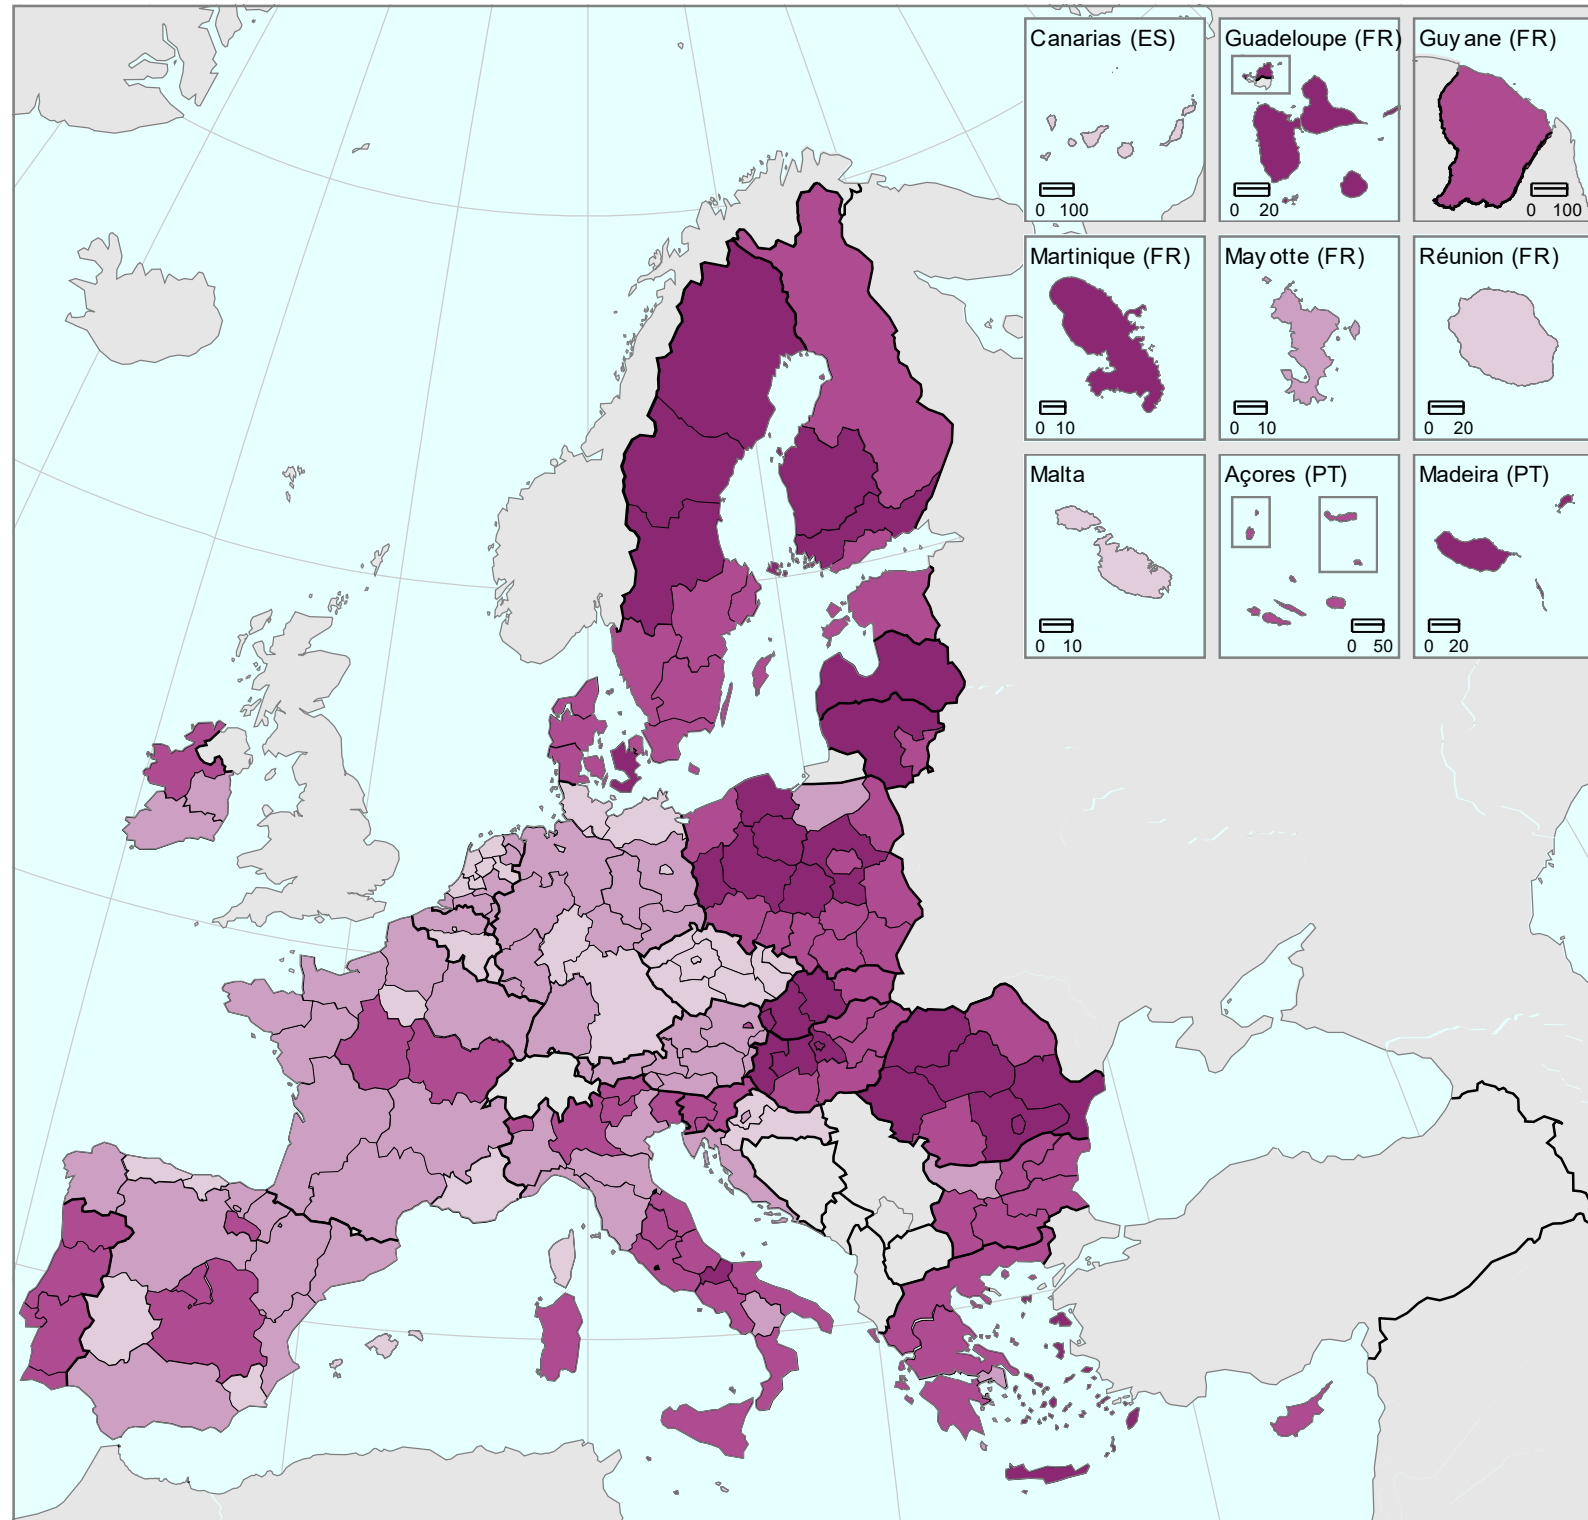 Canarias (ES)
0 100
Guadeloupe (FR)
0 20
Guyane (FR)
0 100
Martinique (FR)
0 10
Mayotte (FR)
0 10
Réunion (FR)
0 20
Malta
0 10
Açores (PT)
0 50
Madeira (PT)
0 20